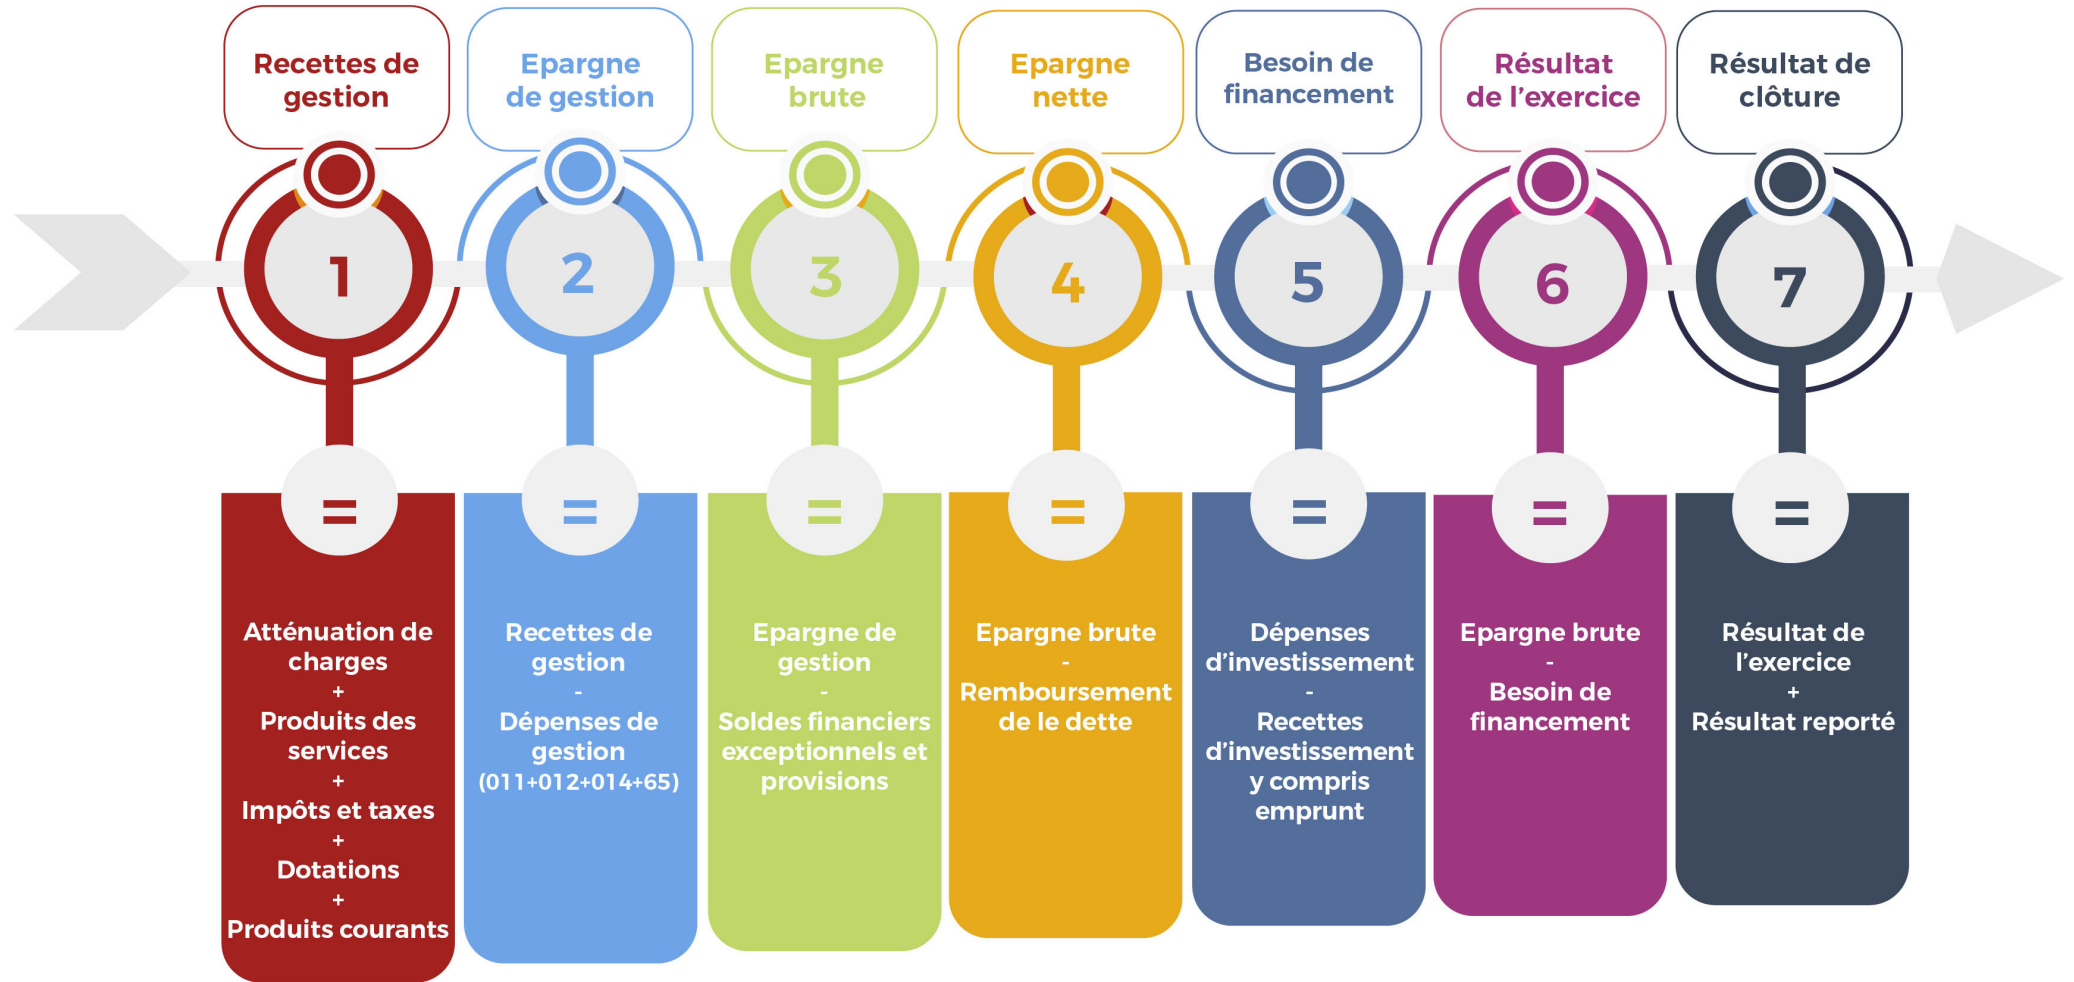 Recettes de
gestion
Epargne
de gestion
Epargne
brute
Epargne
nette
Besoin de
financement
Résultat
de l'exercice
Résultat de
clôture
1
2
3
4
5
6
7
=
=
=
=
=
=
=
Atténuation de
charges
+
Produits des
services
+
Impôts et taxes
+
Dotations
+
Produits courants
Recettes de
gestion
-
Dépenses de
gestion
(011+012+014+65)
Epargne de
gestion
-
Soldes financiers
exceptionnels et
provisions
Epargne brute
-
Remboursement
de le dette
Dépenses
d'investissement
-
Recettes
d'investissement
y compris
emprunt
Epargne brute
-
Besoin de
financement
Résultat de
l'exercice
+
Résultat reporté